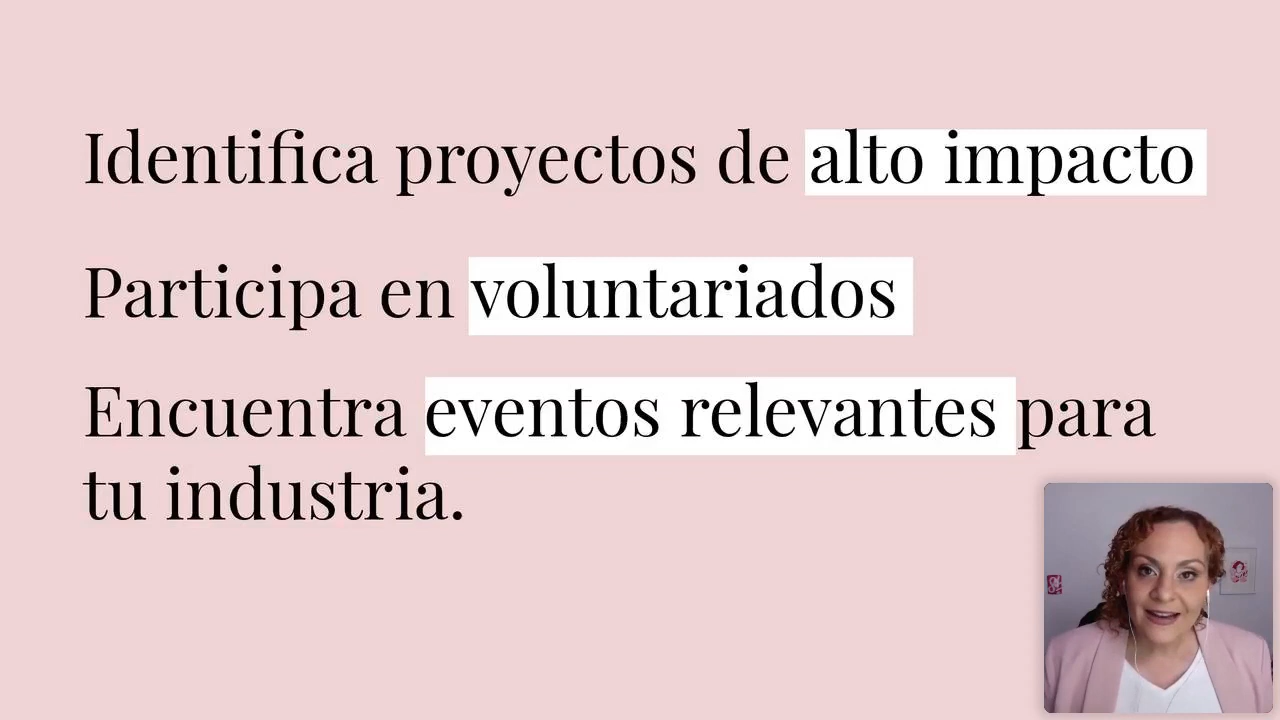 Identifica proyectos de alto impacto
Participa en voluntariados
Encuentra eventos relevantes para
tu industria.